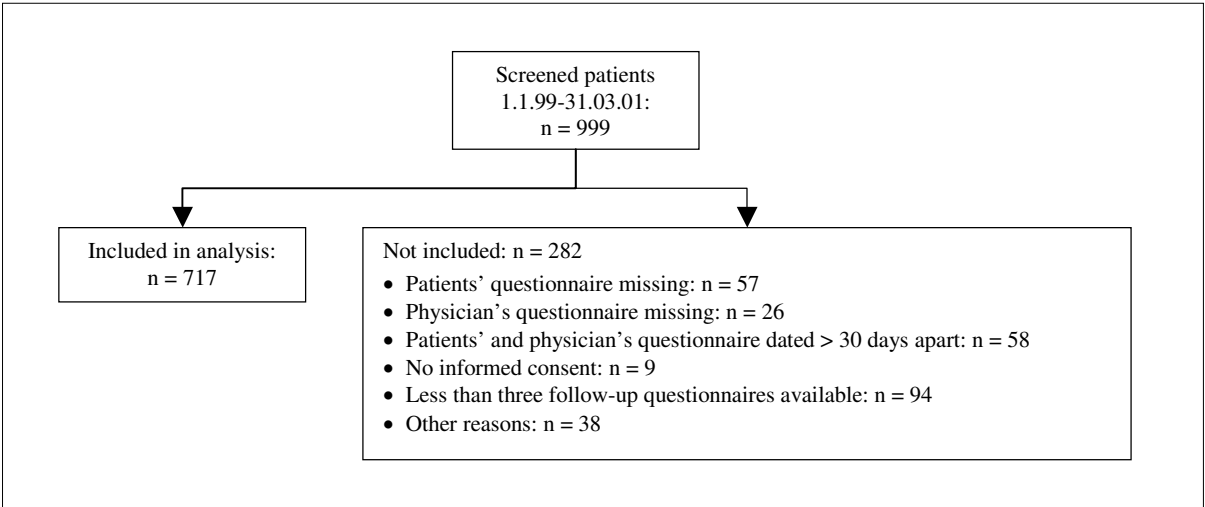 Screened patients
1.1.99-31.03.01:
n = 999
Included in analysis:
n = 717
Not included: n = 282
• Patients’ questionnaire missing: n = 57
• Physician’s questionnaire missing: n = 26
• Patients’ and physician’s questionnaire dated > 30 days apart: n = 58
• No informed consent: n = 9
• Less than three follow-up questionnaires available: n = 94
• Other reasons: n = 38